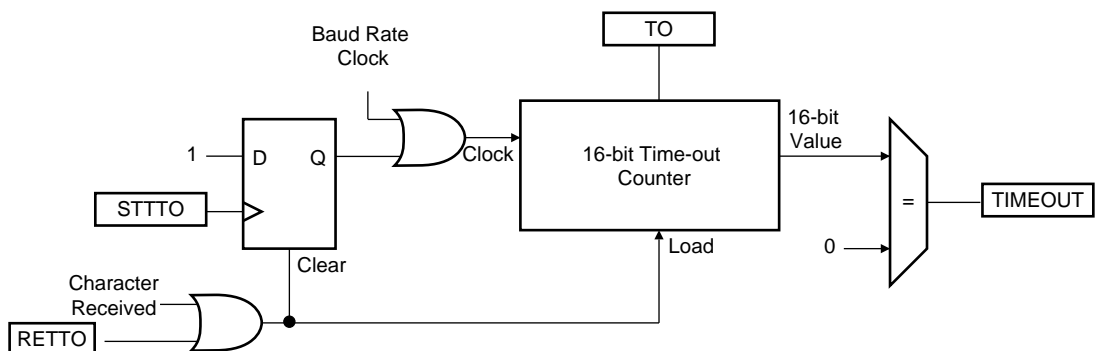 TO
Baud Rate
Clock
16-bit
Value
1
D
Q
Clock
16-bit Time-out
Counter
STTTO
=
TIMEOUT
Clear
Load
0
Character
Received
RETTO